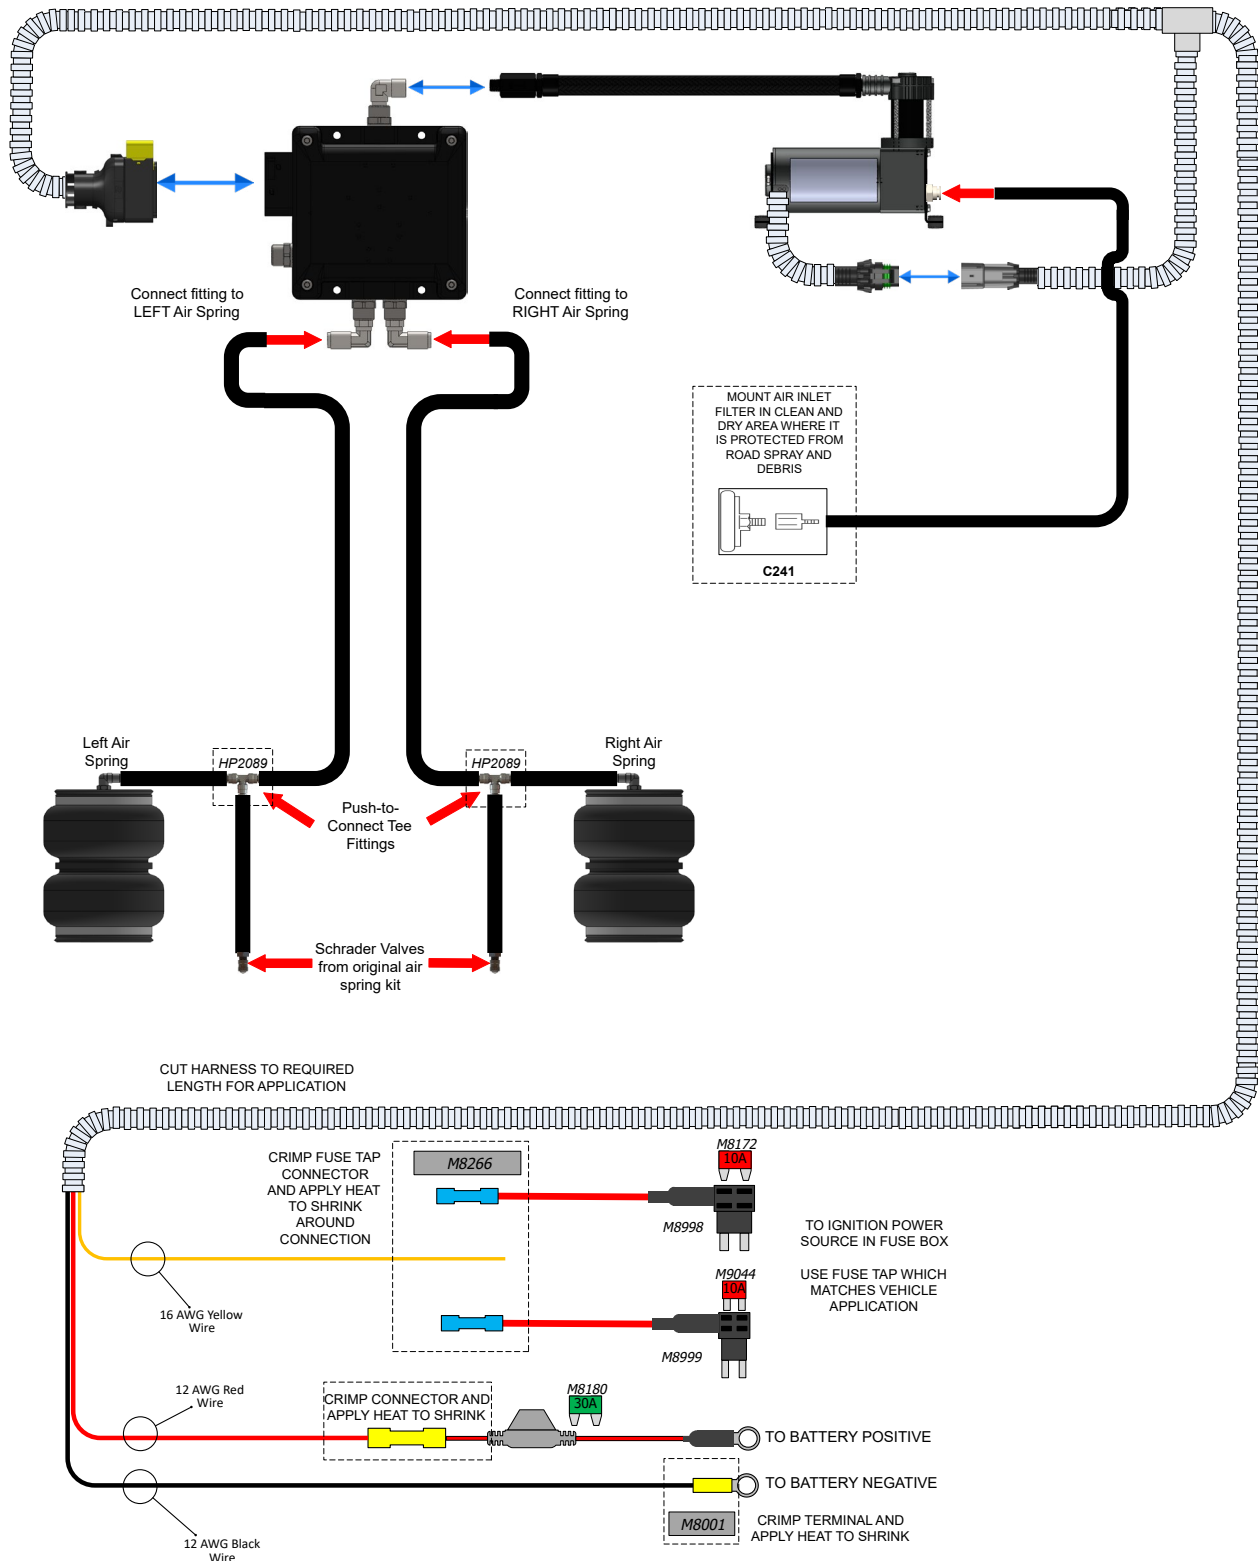 Connect fitting to
LEFT Air Spring
Connect fitting to
RIGHT Air Spring
MOUNT AIR INLET
FILTER IN CLEAN AND
DRY AREA WHERE IT
IS PROTECTED FROM
ROAD SPRAY AND
DEBRIS
C241
Left Air
Spring
HP2089
HP2089
Right Air
Spring
Push-to-
Connect Tee
Fittings
Schrader Valves
from original air
spring kit
CUT HARNESS TO REQUIRED
LENGTH FOR APPLICATION
CRIMP FUSE TAP
CONNECTOR
AND APPLY HEAT
TO SHRINK
AROUND
CONNECTION
M8266
M8172
10A
M8998
TO IGNITION POWER
SOURCE IN FUSE BOX
USE FUSE TAP WHICH
MATCHES VEHICLE
APPLICATION
M9044
10A
M8999
16 AWG Yellow
Wire
12 AWG Red
Wire
CRIMP CONNECTOR AND
APPLY HEAT TO SHRINK
M8180
30A
TO BATTERY POSITIVE
TO BATTERY NEGATIVE
M8001
CRIMP TERMINAL AND
APPLY HEAT TO SHRINK
12 AWG Black
Wire